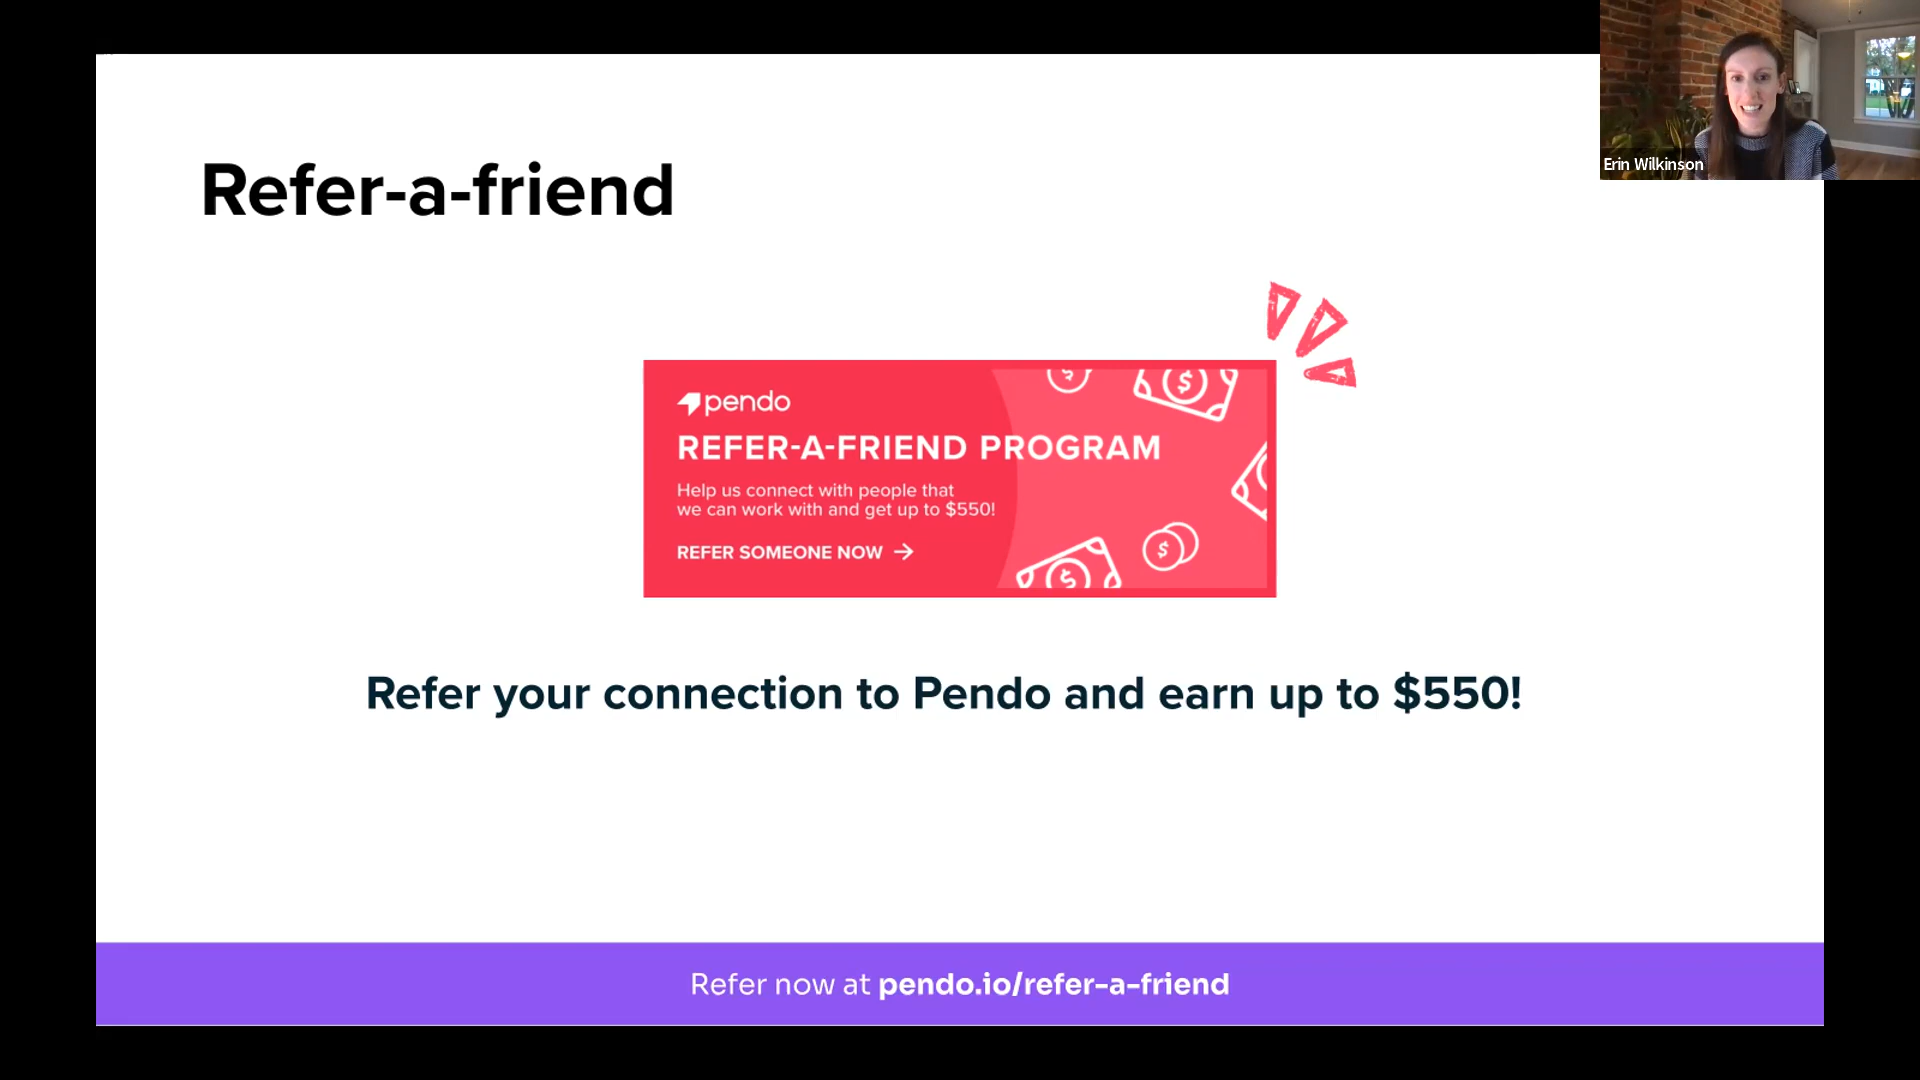 Refer-a-friend
Erin Wilkinson
pendo
REFER-A-FRIEND PROGRAM
Help us connect with people that
we can work with and get up to $550!
REFER SOMEONE NOW →
Refer your connection to Pendo and earn up to $550!
Refer now at pendo.io/refer-a-friend